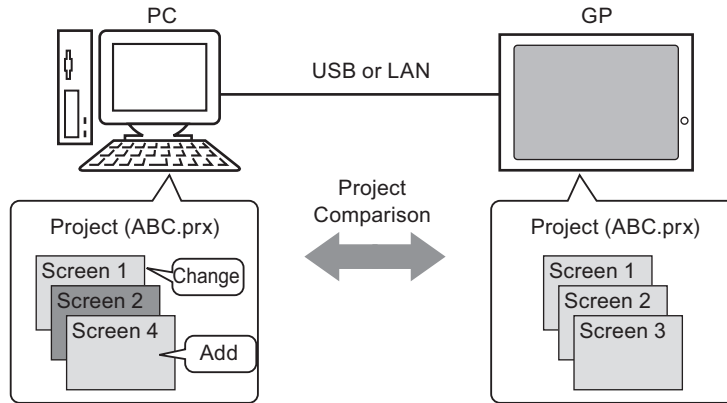 PC
GP
USB or LAN
Project
Comparison
Project (ABC.prx)
Screen 1
Change
Screen 2
Screen 4
Add
Project (ABC.prx)
Screen 1
Screen 2
Screen 3